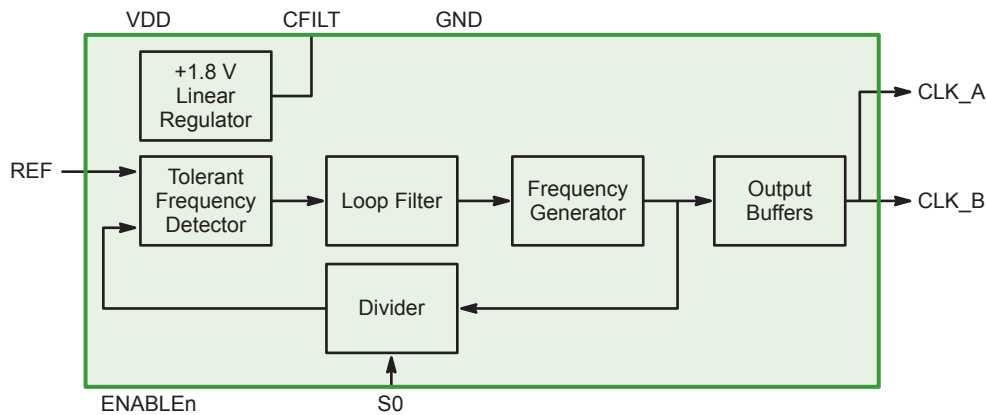 VDD
CFILT
GND
+1.8 V
Linear
Regulator
CLK_A
REF
Tolerant
Frequency
Detector
Loop Filter
Frequency
Generator
Output
Buffers
CLK_B
Divider
ENABLEn
S0